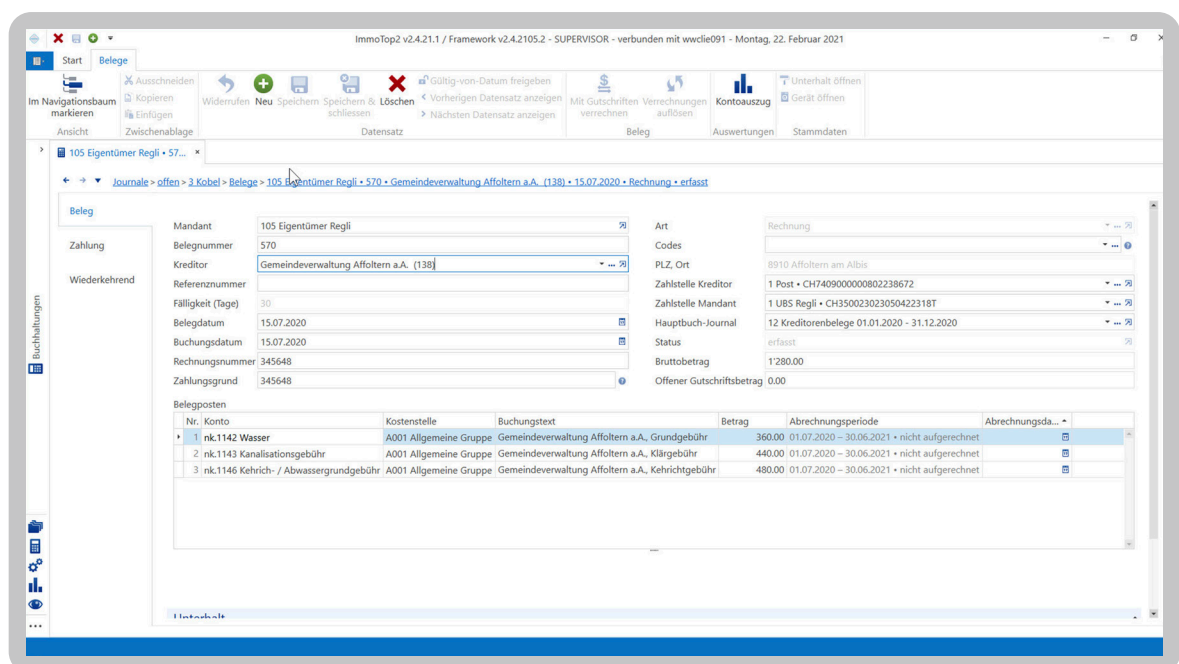 ImmoTop2 v2.4.21.1 / Framework v2.4.2105.2 - SUPERVISOR - verbunden mit wwclie091 - Montag, 22. Februar 2021
Start Belege
Im Navigationsbaum markieren
Ausschneiden
Kopieren
Einfügen
Widerrufen Neu Speichern Speichern & schliessen Löschen
Gültig-von-Datum freigeben
Vorherigen Datensatz anzeigen
Nächsten Datensatz anzeigen
Mit Gutschriften verrechnen Verrechnungen auflösen
Kontoauszug
Unterhalt öffnen
Gerät öffnen
Ansicht Zwischenablage Datensatz Beleg Auswertungen Stammdaten
105 Eigentümer Regli • 57...
Journale > offen > 3 Kobel > Belege > 105 Eigentümer Regli • 570 • Gemeindeverwaltung Affoltern a.A. (138) • 15.07.2020 • Rechnung • erfasst
Buchhaltungen
Beleg
Zahlung
Wiederkehrend
Mandant 105 Eigentümer Regli
Belegnummer 570
Kreditor Gemeindeverwaltung Affoltern a.A. (138)
Referenznummer
Fälligkeit (Tage) 30
Belegdatum 15.07.2020
Buchungsdatum 15.07.2020
Rechnungsnummer 345648
Zahlungsgrund 345648
Art Rechnung
Codes
PLZ, Ort 8910 Affoltern am Albis
Zahlstelle Kreditor 1 Post • CH7409000000802238672
Zahlstelle Mandant 1 UBS Regli • CH350023023050422318T
Hauptbuch-Journal 12 Kreditorenbelege 01.01.2020 - 31.12.2020
Status erfasst
Bruttobetrag 1'280.00
Offener Gutschriftsbetrag 0.00
Belegposten
Nr. Konto Kostenstelle Buchungstext Betrag Abrechnungsperiode Abrechnungsda...
1 nk.1142 Wasser A001 Allgemeine Gruppe Gemeindeverwaltung Affoltern a.A., Grundgebühr 360.00 01.07.2020 – 30.06.2021 • nicht aufgerechnet
2 nk.1143 Kanalisationsgebühr A001 Allgemeine Gruppe Gemeindeverwaltung Affoltern a.A., Klärgebühr 440.00 01.07.2020 – 30.06.2021 • nicht aufgerechnet
3 nk.1146 Kehrich- / Abwassergrundgebühr A001 Allgemeine Gruppe Gemeindeverwaltung Affoltern a.A., Kehrichtgebühr 480.00 01.07.2020 – 30.06.2021 • nicht aufgerechnet
Unterhalt